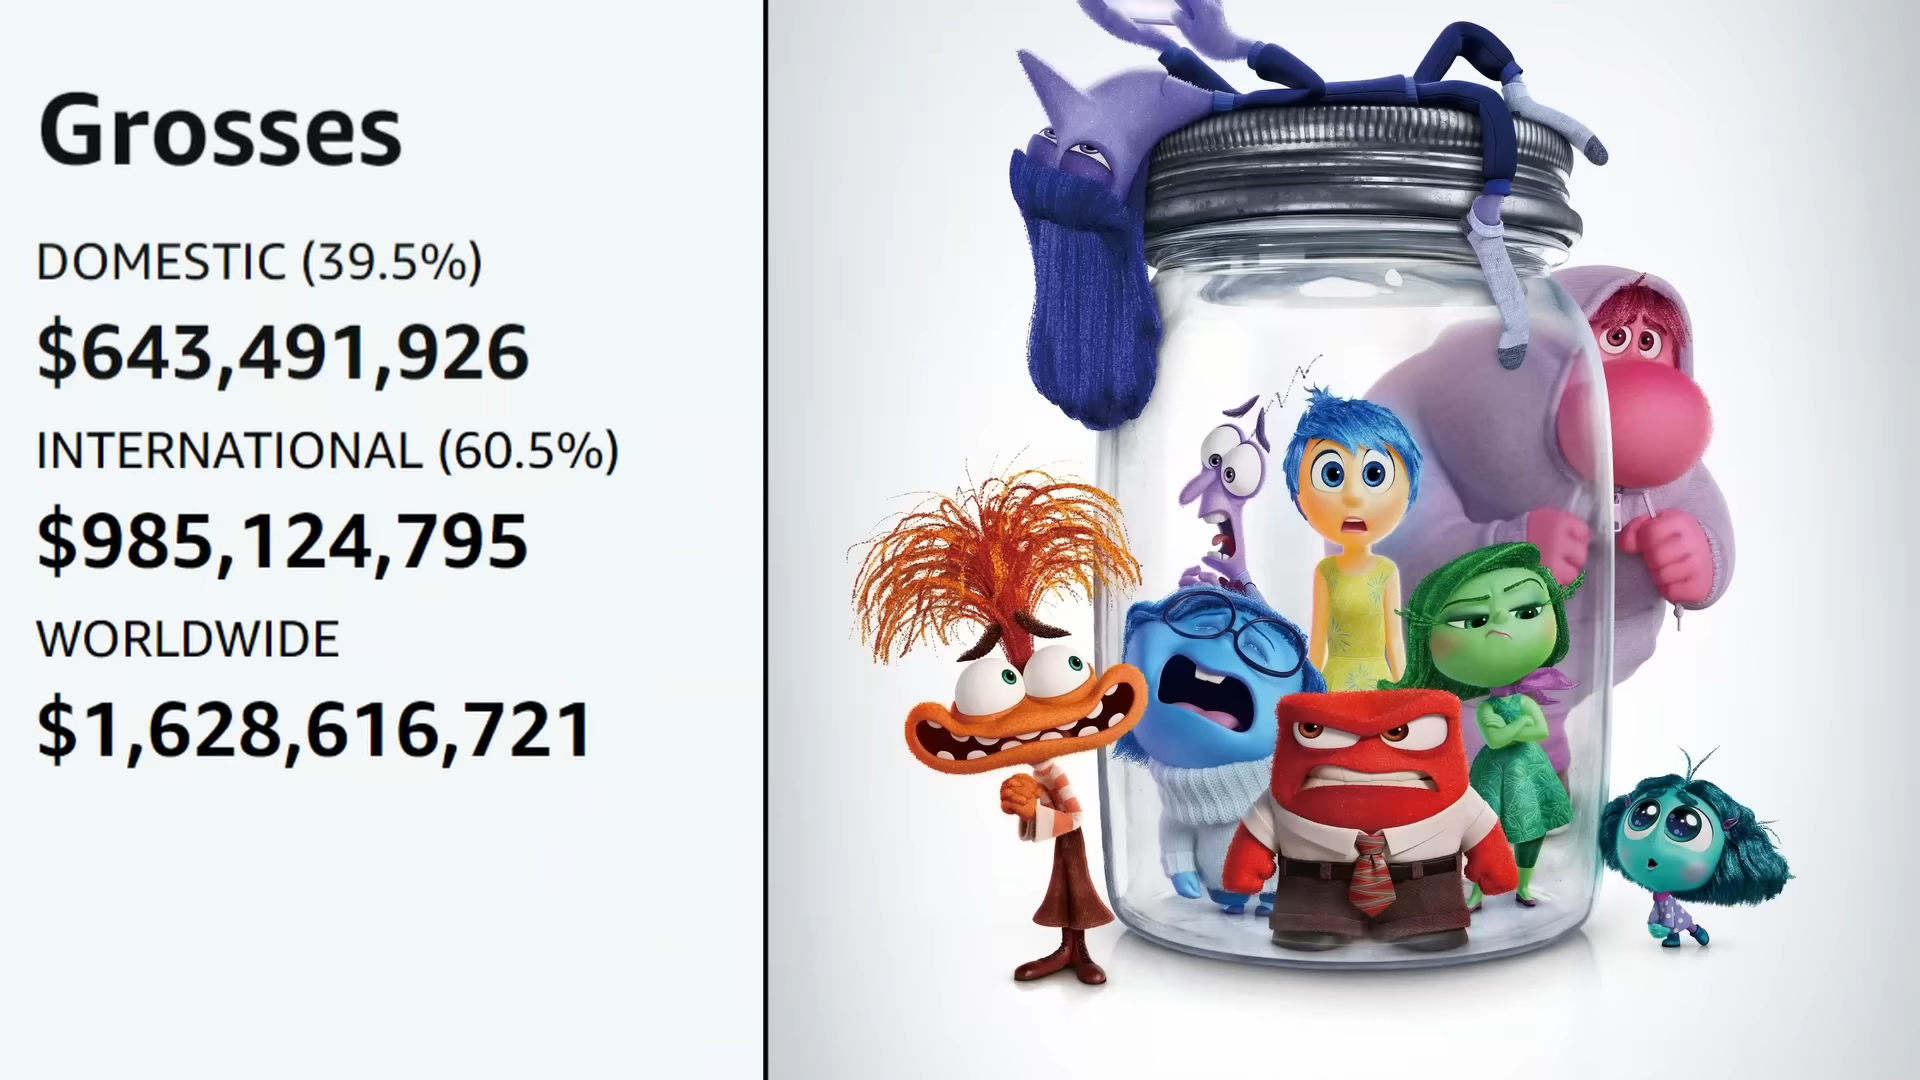 Grosses
DOMESTIC (39.5%)
$643,491,926
INTERNATIONAL (60.5%)
$985,124,795
WORLDWIDE
$1,628,616,721